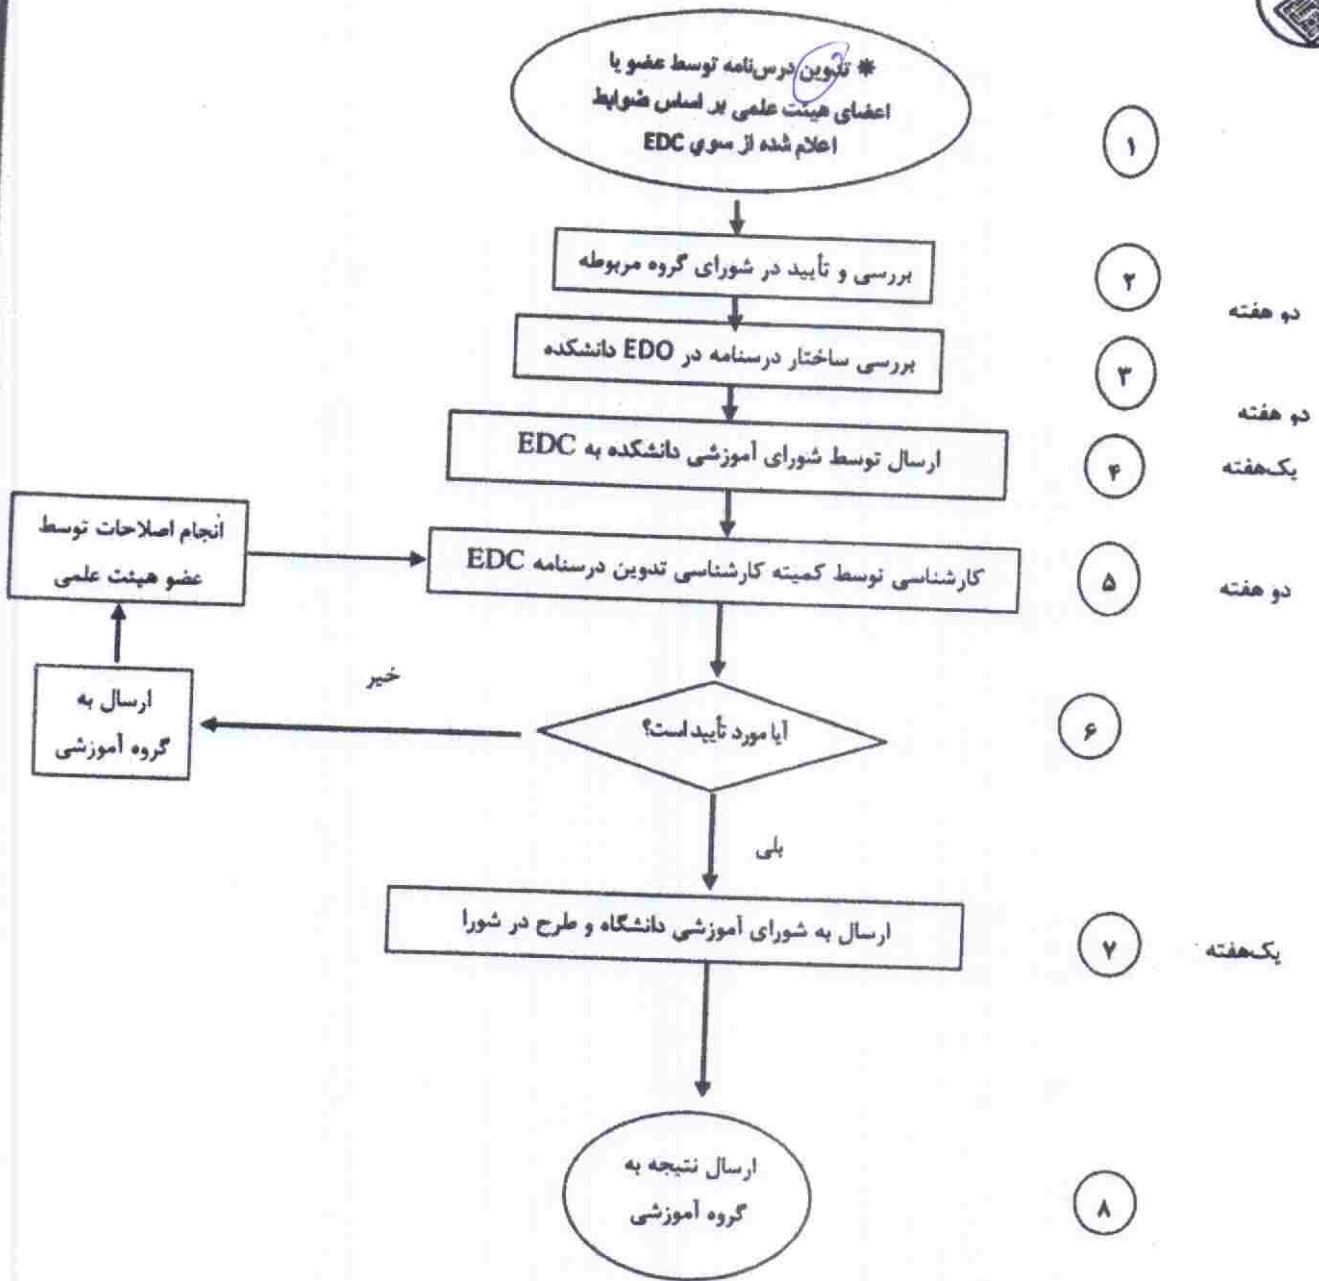 * تدوین درس‌نامه توسط عضو یا
اعضای هیئت علمی بر اساس ضوابط
اعلام شده از سوی EDC
۱
بررسی و تأیید در شورای گروه مربوطه
۲
دو هفته
بررسی ساختار درسنامه در EDO دانشکده
۳
دو هفته
ارسال توسط شورای آموزشی دانشکده به EDC
۴
یک‌هفته
کارشناسی توسط کمیته کارشناسی تدوین درسنامه EDC
۵
دو هفته
انجام اصلاحات توسط
عضو هیئت علمی
ارسال به
گروه آموزشی
خیر
آیا مورد تأیید است؟
۶
بلی
ارسال به شورای آموزشی دانشگاه و طرح در شورا
۷
یک‌هفته
ارسال نتیجه به
گروه آموزشی
۸